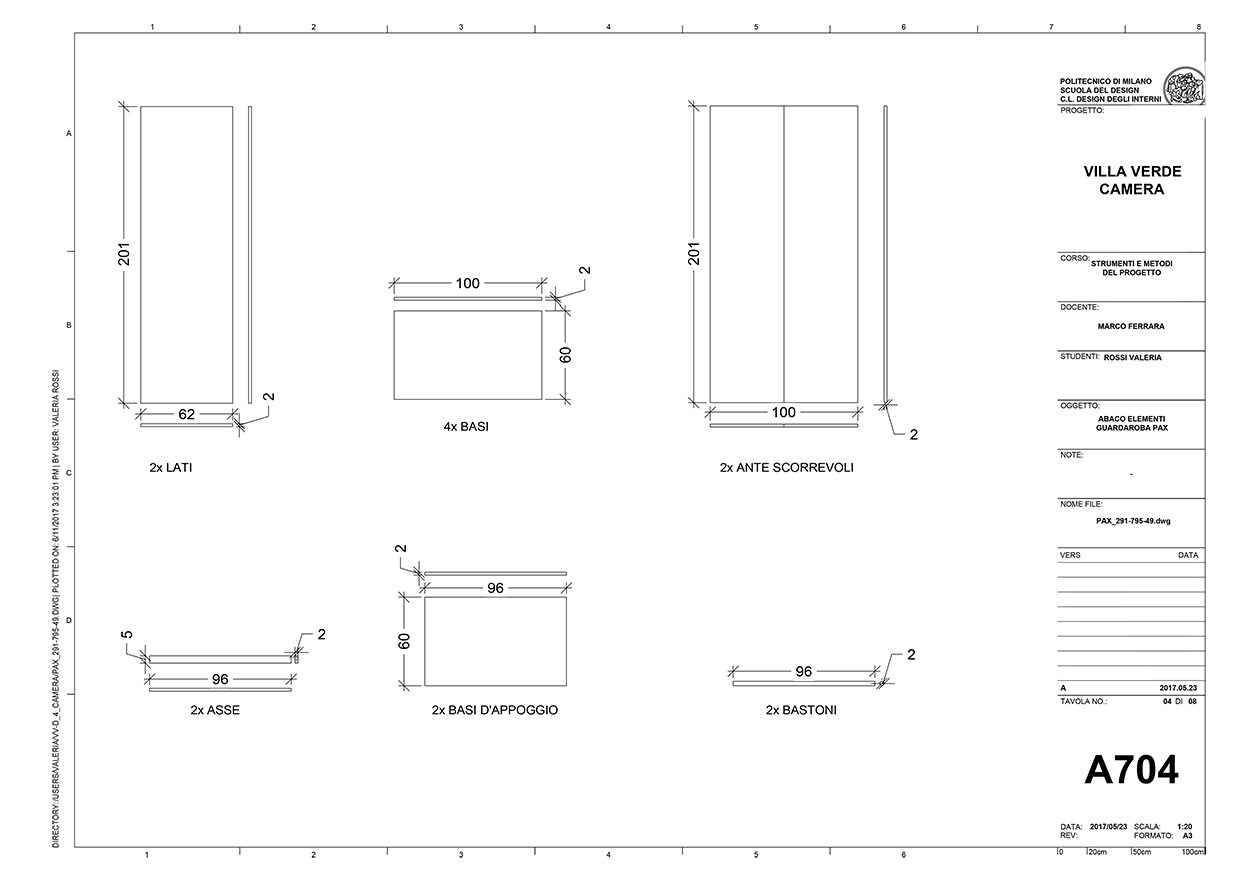 1 2 3 4 5 6 7 8
A
B
C
D
201
62
2
2x LATI
100
2
60
4x BASI
201
100
2
2x ANTE SCORREVOLI
5
2
96
2x ASSE
2
96
60
2x BASI D'APPOGGIO
96
2
2x BASTONI
1 2 3 4 5 6
POLITECNICO DI MILANO
SCUOLA DEL DESIGN
C.L. DESIGN DEGLI INTERNI
PROGETTO:
VILLA VERDE
CAMERA
CORSO:
STRUMENTI E METODI
DEL PROGETTO
DOCENTE:
MARCO FERRARA
STUDENTI: ROSSI VALERIA
OGGETTO:
ABACO ELEMENTI
GUARDAROBA PAX
NOTE:
-
NOME FILE:
PAX_291-795-49.dwg
VERS DATA
A 2017.05.23
TAVOLA NO.: 04 DI 08
A704
DATA: 2017/05/23 SCALA: 1:20
REV: FORMATO: A3
0 20cm 50cm 100cm
DIRECTORY:/USERS/VALERIA/VV-D_4_CAMERA/PAX_291-795-49.DWG| PLOTTED ON: 6/11/2017 3:23:01 PM| BY USER: VALERIA ROSSI